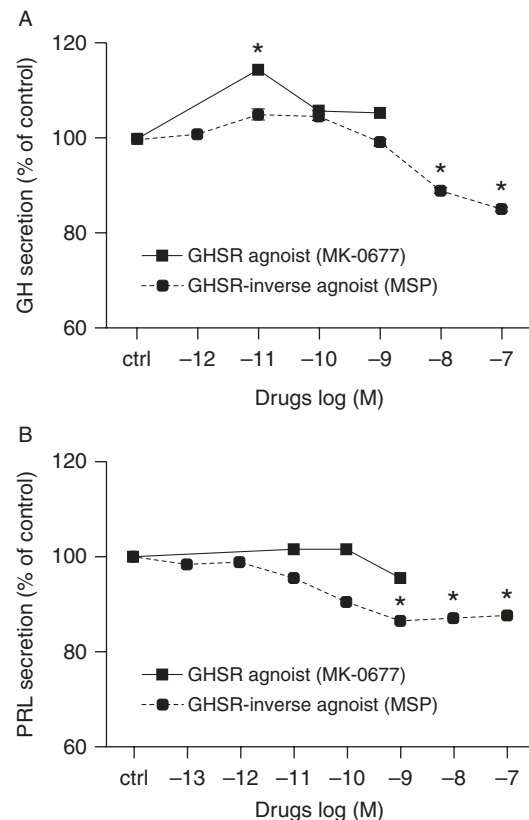 A
120
*
100
*
*
80
GHSR agnoist (MK-0677)
GHSR-inverse agonist (MSP)
60
ctrl –12 –11 –10 –9 –8 –7
Drugs log (M)
GH secretion (% of control)
B
120
100
* * *
80
GHSR agnoist (MK-0677)
GHSR-inverse agonist (MSP)
60
ctrl –13 –12 –11 –10 –9 –8 –7
Drugs log (M)
PRL secretion (% of control)